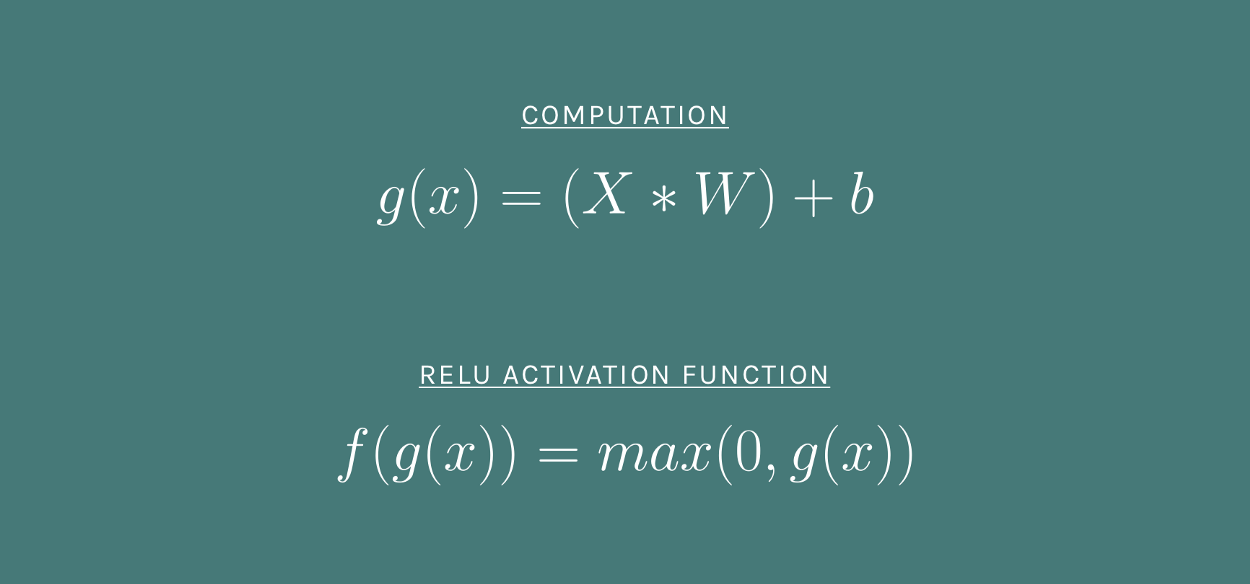 COMPUTATION
g(x) = (X * W) + b
RELU ACTIVATION FUNCTION
f(g(x)) = max(0, g(x))